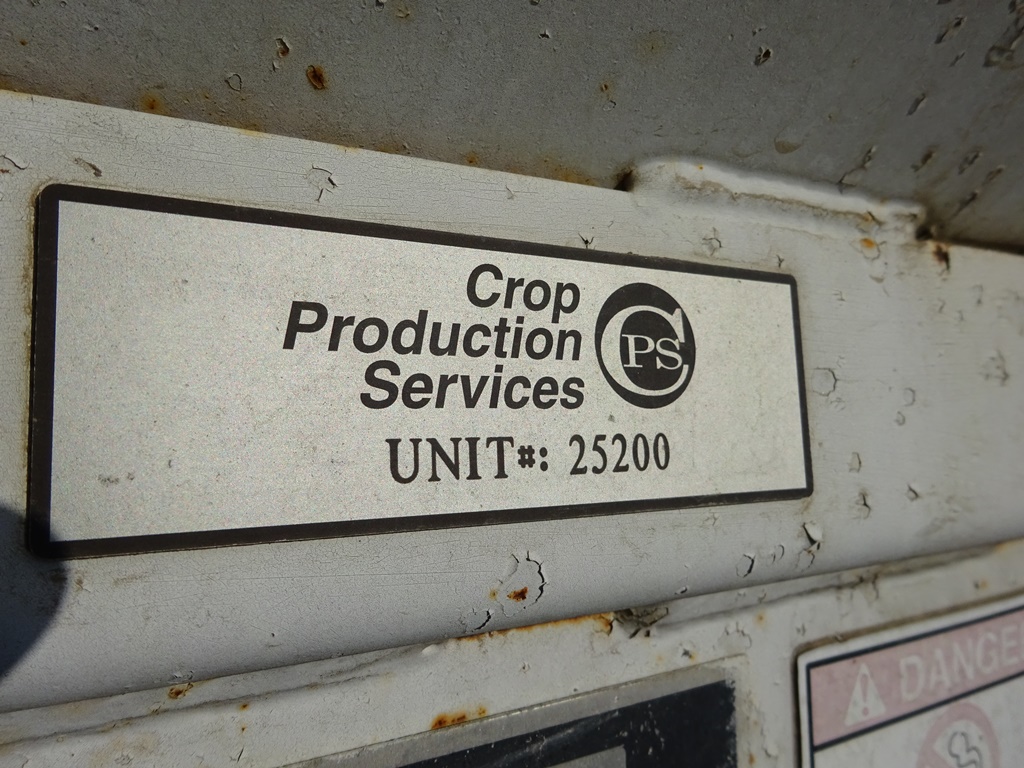 Crop
Production
Services
CPS
UNIT#: 25200
DANGE